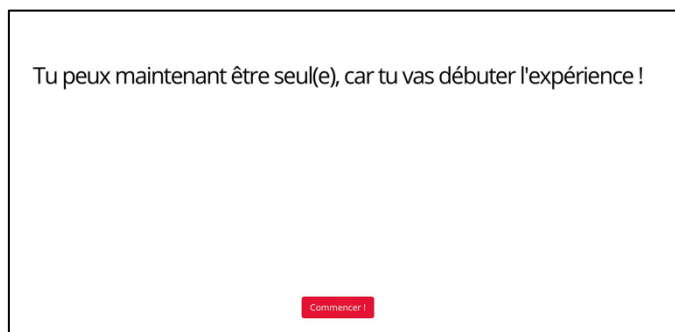 Tu peux maintenant être seul(e), car tu vas débuter l'expérience !
Commencer !